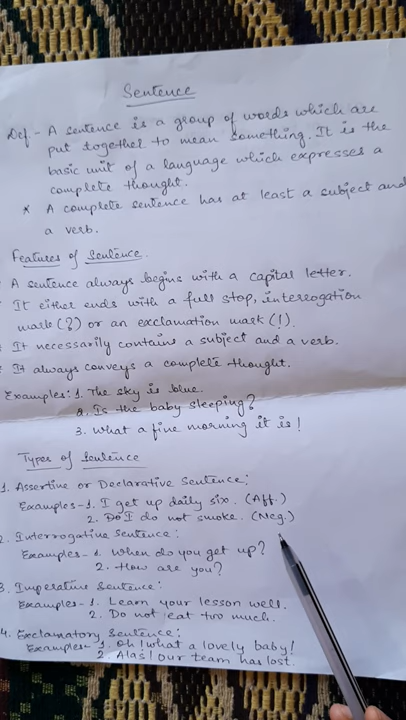 Sentence
Def. - A sentence is a group of words which are
put together to mean something. It is the
basic unit of a language which expresses a
complete thought.
* A complete sentence has at least a subject and
a verb.
Features of Sentence.
A sentence always begins with a capital letter.
It either ends with a full stop, interrogation
mark (?) or an exclamation mark (!).
It necessarily contains a subject and a verb.
It always conveys a complete thought.
Examples: 1. The sky is blue.
2. Is the baby sleeping?
3. What a fine morning it is!
Types of Sentence
1. Assertine or Declarative Sentence:
Examples - 1. I get up daily six. (Aff.)
2. I do not smoke. (Neg.)
2. Interrogative Sentence:
Examples - 1. When do you get up?
2. How are you?
3. Imperative Sentence:
Examples - 1. Learn your lesson well.
2. Do not eat too much.
4. Exclamatory Sentence:
Examples - 1. Oh! what a lovely baby!
2. Alas! our team has lost.